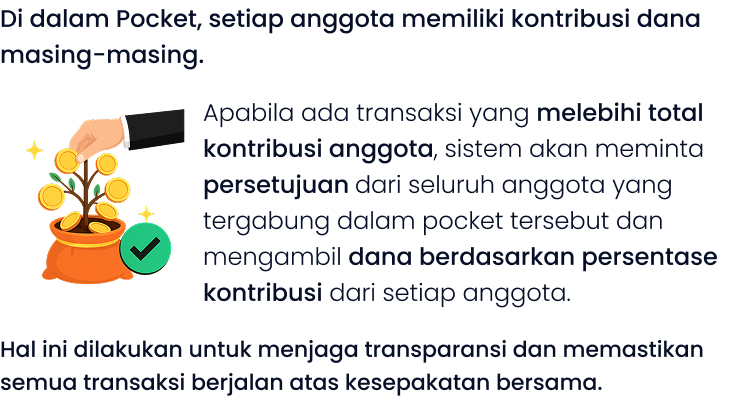 Di dalam Pocket, setiap anggota memiliki kontribusi dana
masing-masing.
Apabila ada transaksi yang melebihi total
kontribusi anggota, sistem akan meminta
persetujuan dari seluruh anggota yang
tergabung dalam pocket tersebut dan
mengambil dana berdasarkan persentase
kontribusi dari setiap anggota.
Hal ini dilakukan untuk menjaga transparansi dan memastikan
semua transaksi berjalan atas kesepakatan bersama.